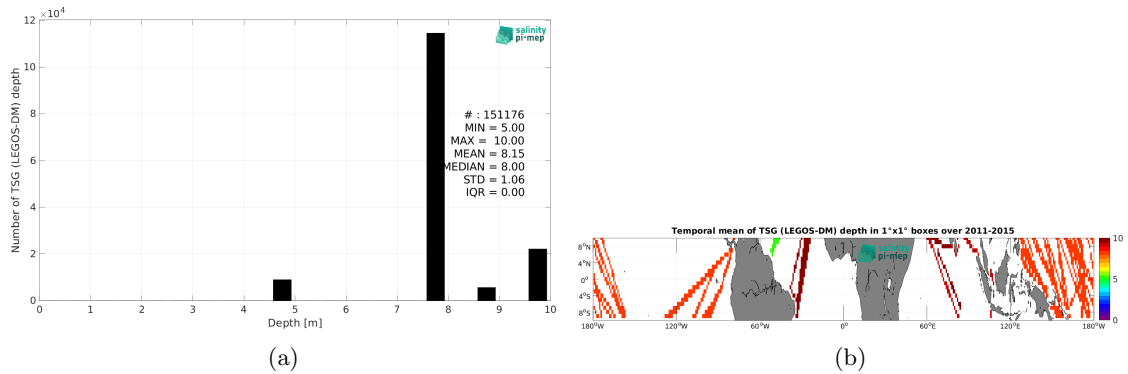 ×10⁴
12
10
8
6
4
2
0
Number of TSG (LEGOS-DM) depth
salinity
pi-mep
# : 151176
MIN = 5.00
MAX = 10.00
MEAN = 8.15
MEDIAN = 8.00
STD = 1.06
IQR = 0.00
0 1 2 3 4 5 6 7 8 9 10
Depth [m]
(a)
Temporal mean of TSG (LEGOS-DM) depth in 1°x1° boxes over 2011-2015
8°N
4°N
0°
4°S
8°S
salinity
pi-mep
180°W 120°W 60°W 0° 60°E 120°E 180°W
10
5
0
(b)